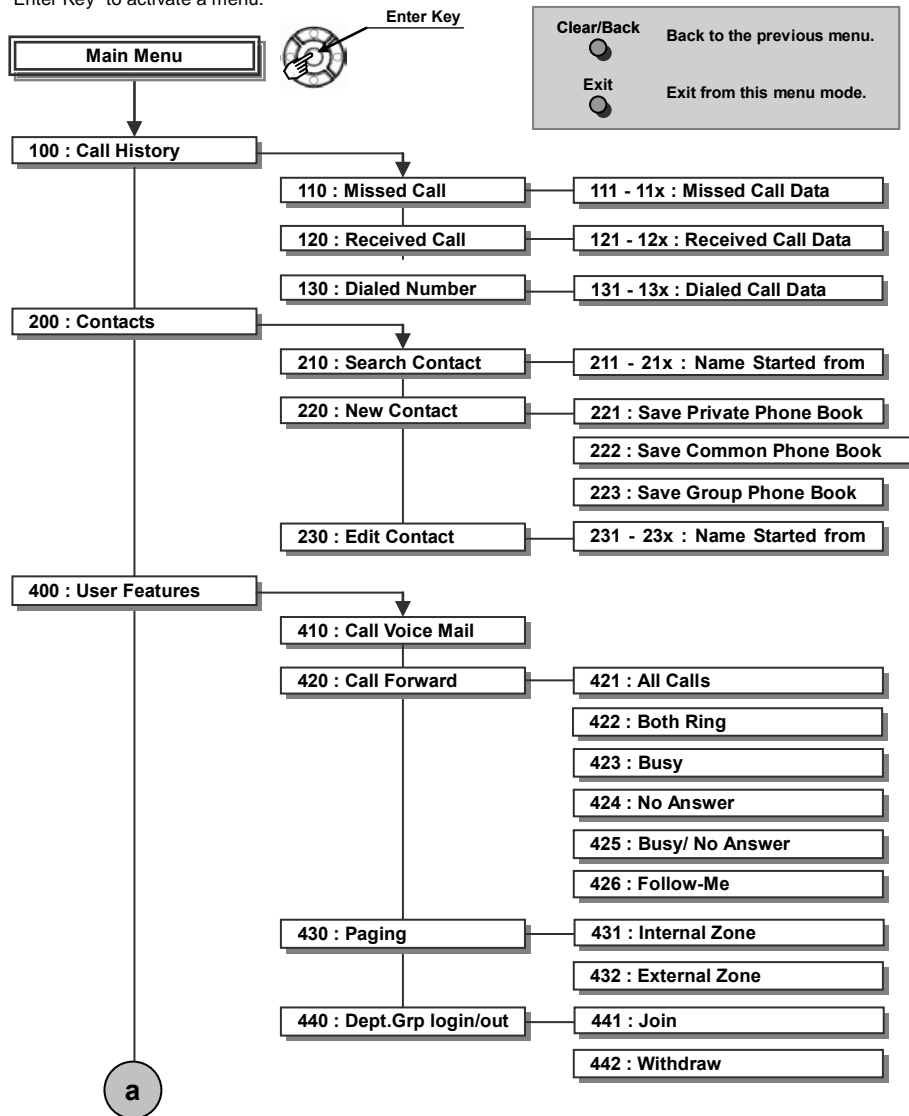 "Enter Key" to activate a menu.
Enter Key
Main Menu
Clear/Back
Back to the previous menu.
Exit
Exit from this menu mode.
100 : Call History
110 : Missed Call
111 - 11x : Missed Call Data
120 : Received Call
121 - 12x : Received Call Data
130 : Dialed Number
131 - 13x : Dialed Call Data
200 : Contacts
210 : Search Contact
211 - 21x : Name Started from
220 : New Contact
221 : Save Private Phone Book
222 : Save Common Phone Book
223 : Save Group Phone Book
230 : Edit Contact
231 - 23x : Name Started from
400 : User Features
410 : Call Voice Mail
420 : Call Forward
421 : All Calls
422 : Both Ring
423 : Busy
424 : No Answer
425 : Busy/ No Answer
426 : Follow-Me
430 : Paging
431 : Internal Zone
432 : External Zone
440 : Dept.Grp login/out
441 : Join
442 : Withdraw
a